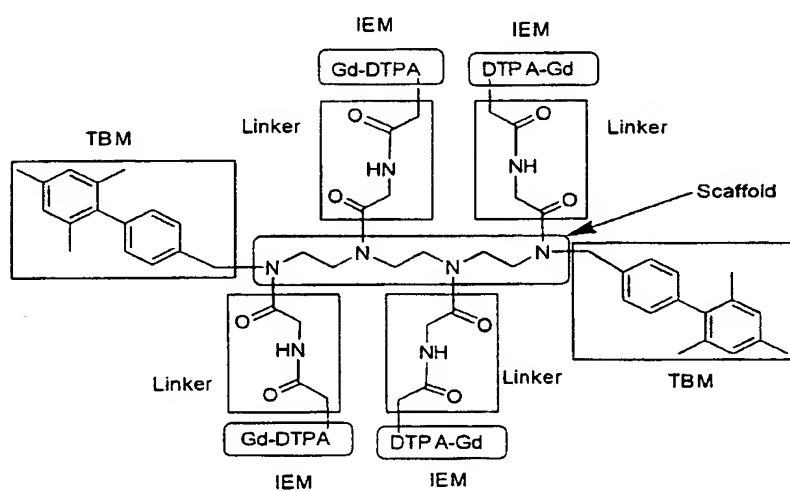 IEM IEM
Gd-DTPA DTPA-Gd
Linker Linker
O O
TBM
HN NH
O O
Scaffold
N N N N
O O
HN NH
Linker Linker
O O
TBM
Gd-DTPA DTPA-Gd
IEM IEM